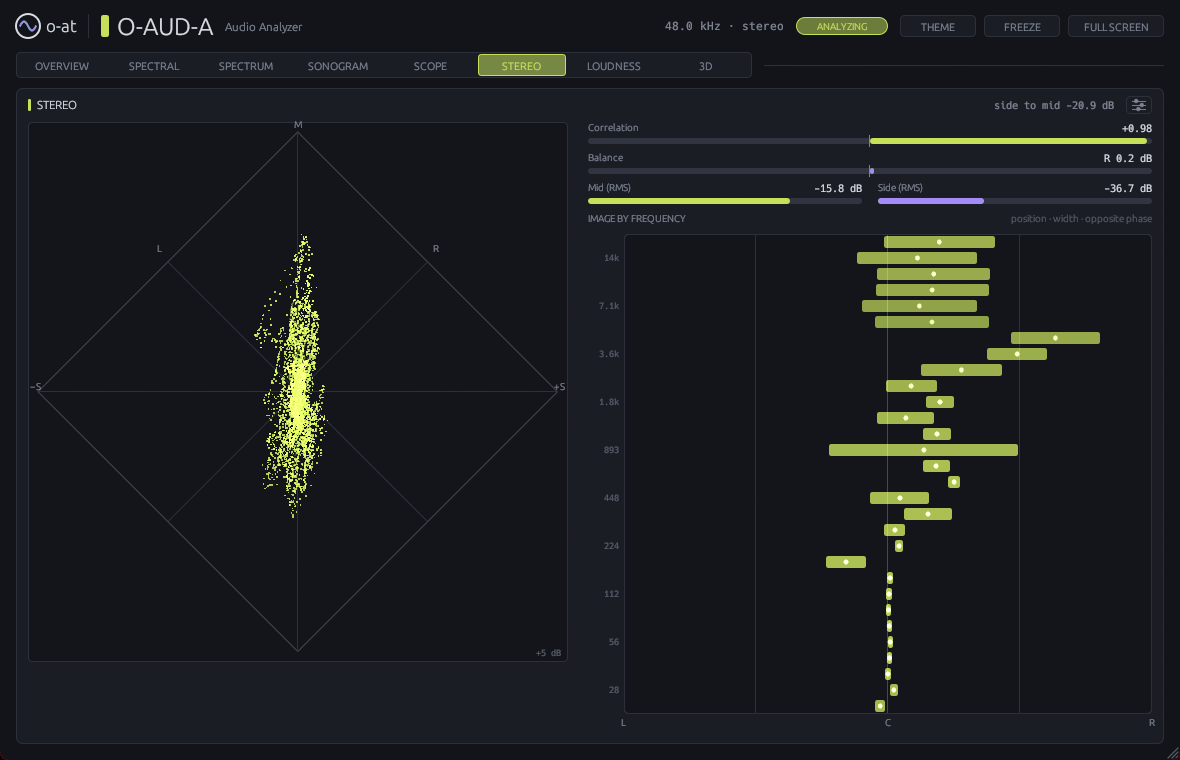 o-at O-AUD-A Audio Analyzer 48.0 kHz · stereo ANALYZING THEME FREEZE FULLSCREEN
OVERVIEW SPECTRAL SPECTRUM SONOGRAM SCOPE STEREO LOUDNESS 3D
STEREO side to mid -20.9 dB
M
L R
-S +S
+5 dB
Correlation +0.98
Balance R 0.2 dB
Mid (RMS) -15.8 dB Side (RMS) -36.7 dB
IMAGE BY FREQUENCY position · width · opposite phase
14k
7.1k
3.6k
1.8k
893
448
224
112
56
28
L C R